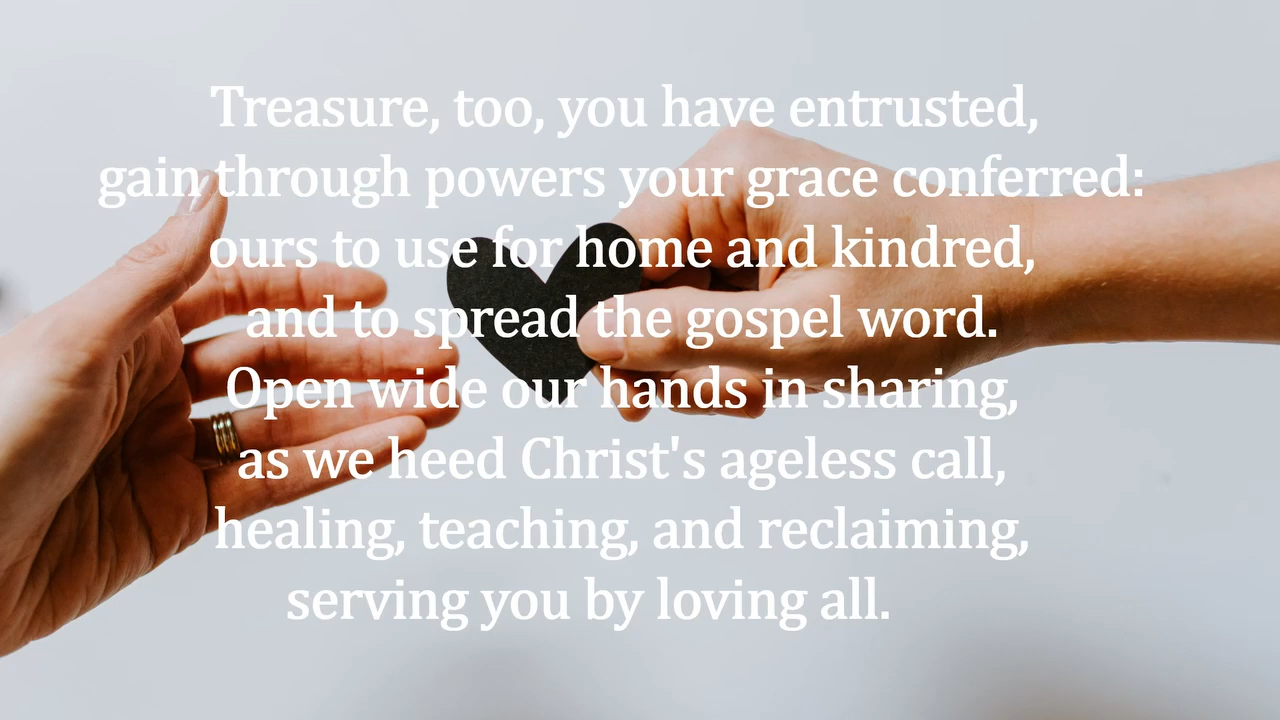 Treasure, too, you have entrusted,
gain through powers your grace conferred:
ours to use for home and kindred,
and to spread the gospel word.
Open wide our hands in sharing,
as we heed Christ's ageless call,
healing, teaching, and reclaiming,
serving you by loving all.